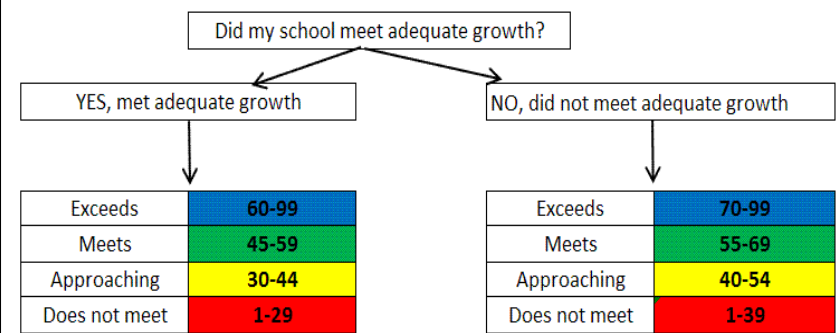 Did my school meet adequate growth?
YES, met adequate growth
NO, did not meet adequate growth
Exceeds 60-99
Meets 45-59
Approaching 30-44
Does not meet 1-29
Exceeds 70-99
Meets 55-69
Approaching 40-54
Does not meet 1-39